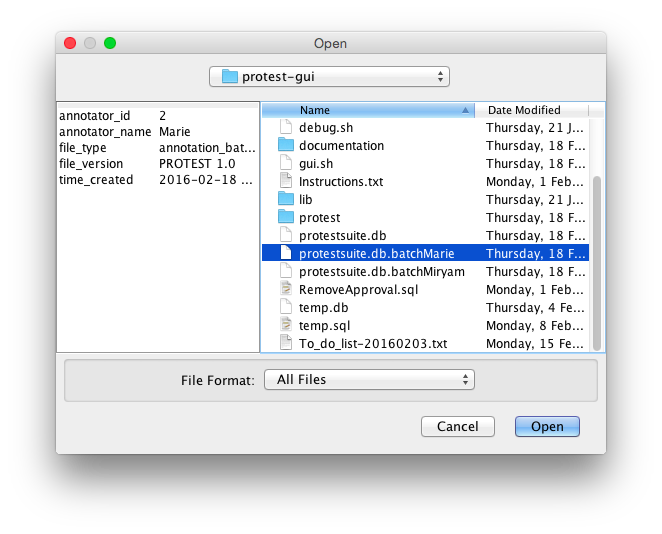 Open
protest-gui
annotator_id 2
annotator_name Marie
file_type annotation_bat...
file_version PROTEST 1.0
time_created 2016-02-18 ...
Name Date Modified
debug.sh Thursday, 21 J...
documentation Thursday, 18 F...
gui.sh Thursday, 18 F...
Instructions.txt Monday, 1 Feb...
lib Thursday, 21 J...
protest Thursday, 18 F...
protestsuite.db Thursday, 18 F...
protestsuite.db.batchMarie Thursday, 18 F...
protestsuite.db.batchMiryam Thursday, 18 F...
RemoveApproval.sql Monday, 1 Feb...
temp.db Thursday, 4 Fe...
temp.sql Monday, 8 Feb...
To_do_list-20160203.txt Monday, 15 Fe...
File Format: All Files
Cancel Open